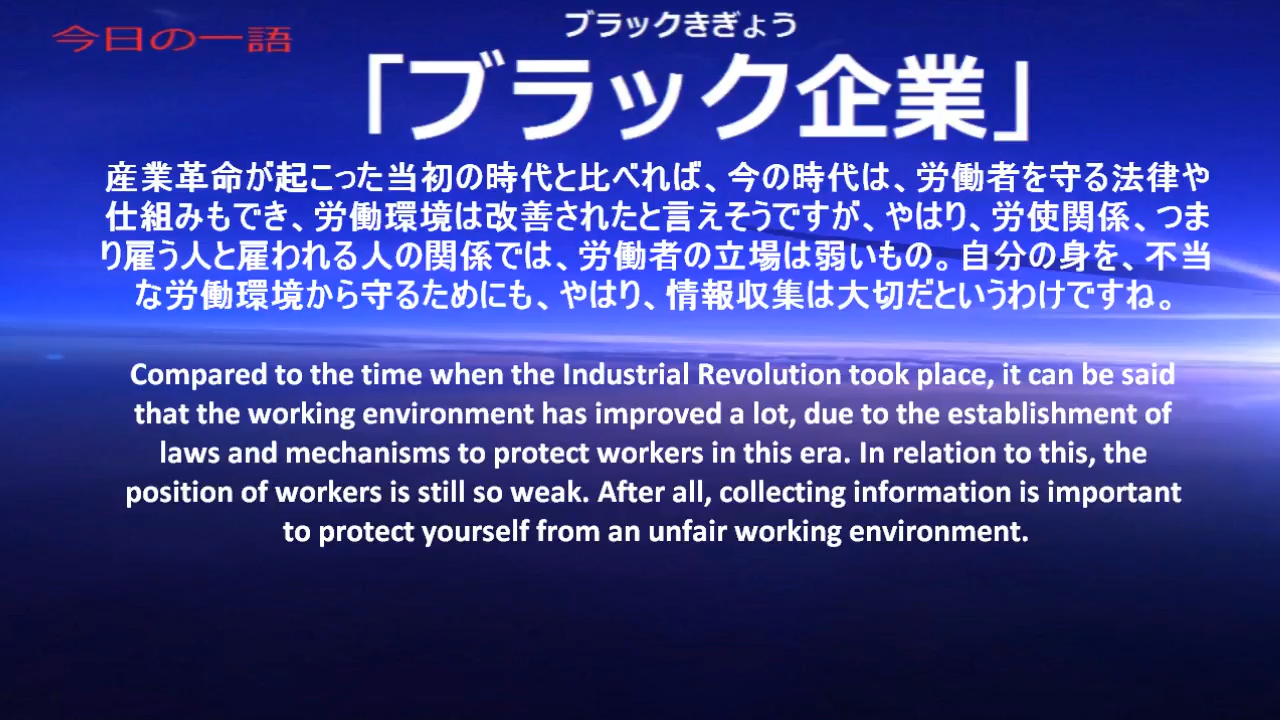 今日の一語
ブラックきぎょう
「ブラック企業」
産業革命が起こった当初の時代と比べれば、今の時代は、労働者を守る法律や
仕組みもでき、労働環境は改善されたと言えそうですが、やはり、労使関係、つま
り雇う人と雇われる人の関係では、労働者の立場は弱いもの。自分の身を、不当
な労働環境から守るためにも、やはり、情報収集は大切だというわけですね。
Compared to the time when the Industrial Revolution took place, it can be said
that the working environment has improved a lot, due to the establishment of
laws and mechanisms to protect workers in this era. In relation to this, the
position of workers is still so weak. After all, collecting information is important
to protect yourself from an unfair working environment.